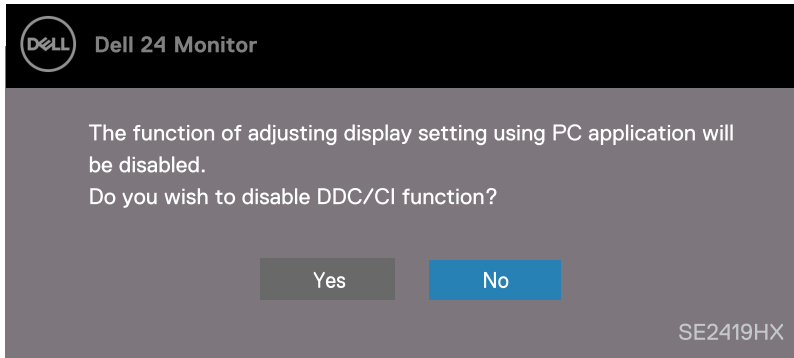 DELL
Dell 24 Monitor
The function of adjusting display setting using PC application will
be disabled.
Do you wish to disable DDC/CI function?
Yes
No
SE2419HX